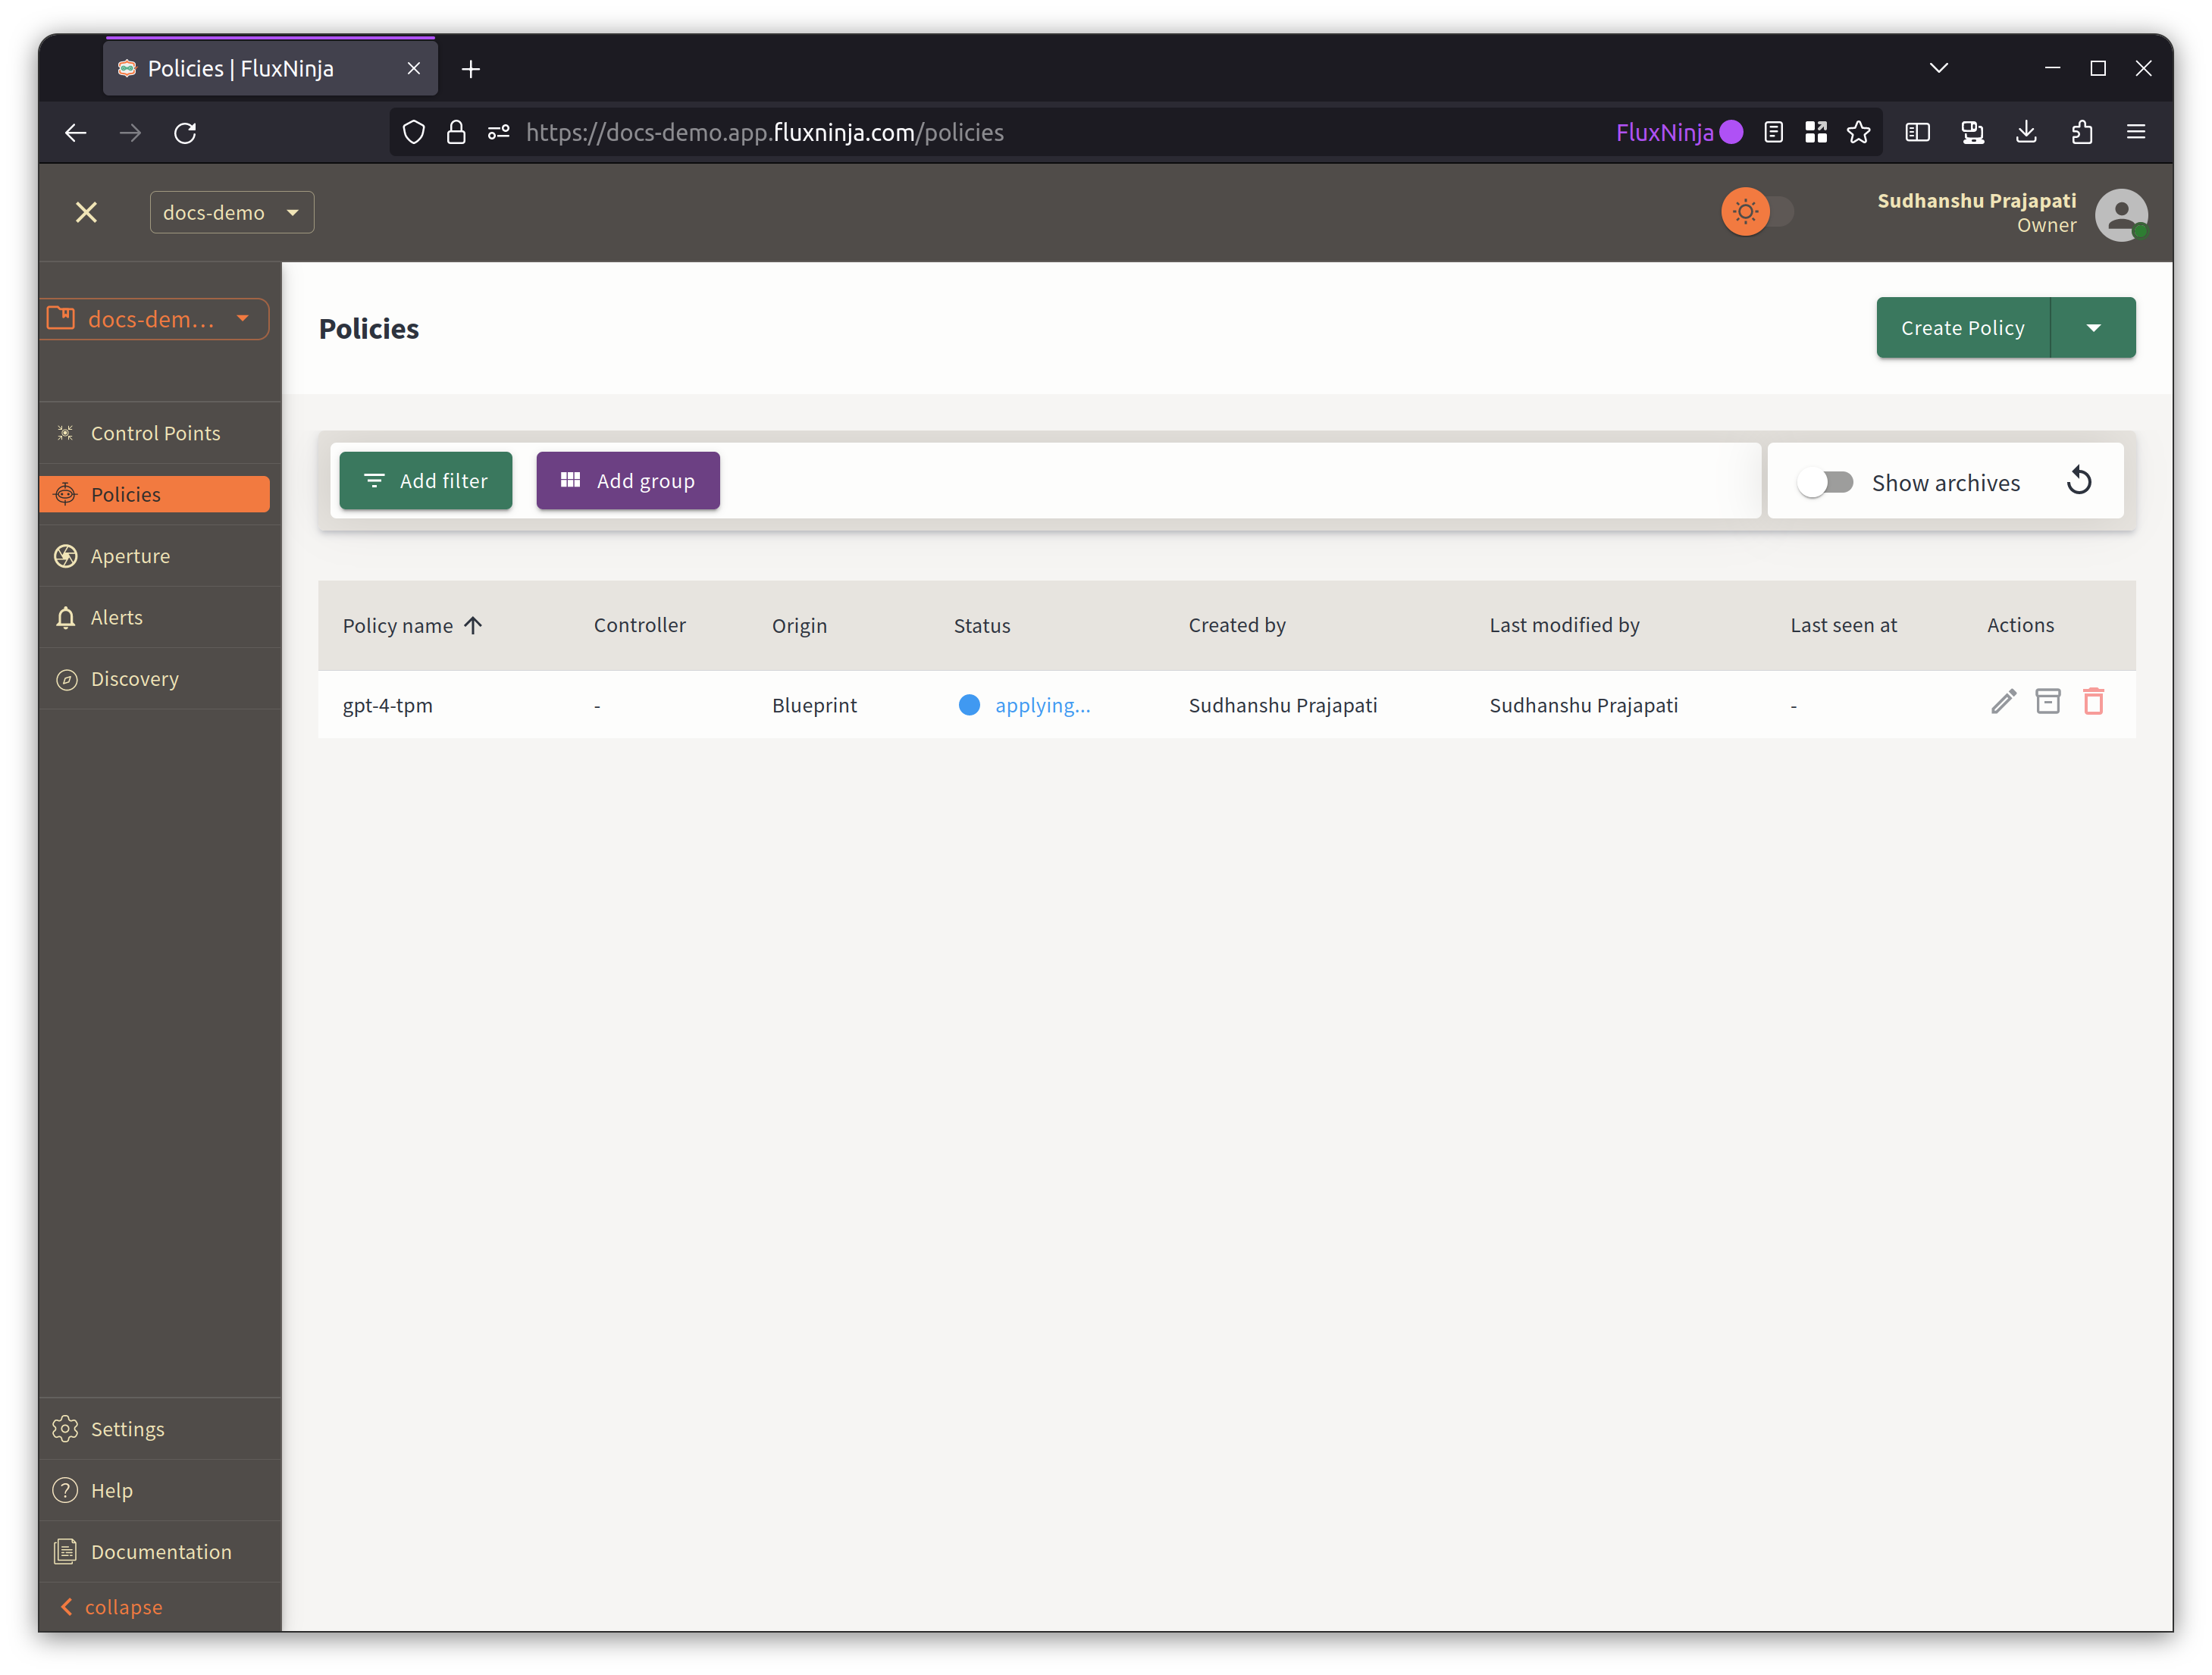 Policies | FluxNinja
https://docs-demo.app.fluxninja.com/policies
FluxNinja
docs-demo
Sudhanshu Prajapati
Owner
docs-dem...
Control Points
Policies
Aperture
Alerts
Discovery
Settings
Help
Documentation
collapse
Policies
Create Policy
Add filter
Add group
Show archives
Policy name Controller Origin Status Created by Last modified by Last seen at Actions
gpt-4-tpm - Blueprint applying... Sudhanshu Prajapati Sudhanshu Prajapati -